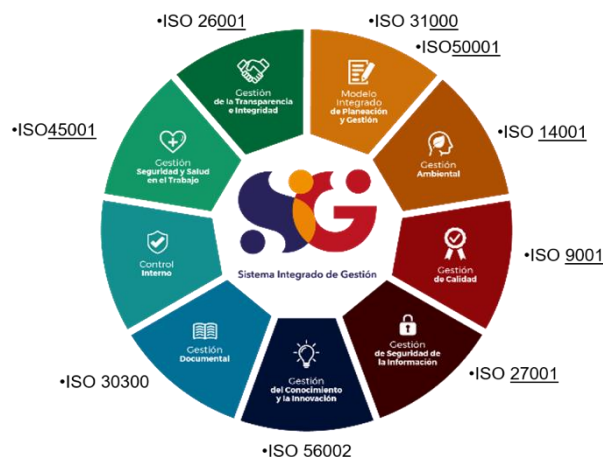 •ISO 26001
•ISO 31000
•ISO50001
Gestión
de la Transparencia
e Integridad
Modelo
Integrado
de Planeación
y Gestión
•ISO45001
•ISO 14001
Gestión
Seguridad y Salud
en el Trabajo
Gestión
Ambiental
SiG
Sistema Integrado de Gestión
Control
Interno
Gestión
de Calidad
•ISO 9001
Gestión
Documental
Gestión
de Seguridad de
la Información
•ISO 30300
•ISO 27001
Gestión
del Conocimiento
y la Innovación
•ISO 56002